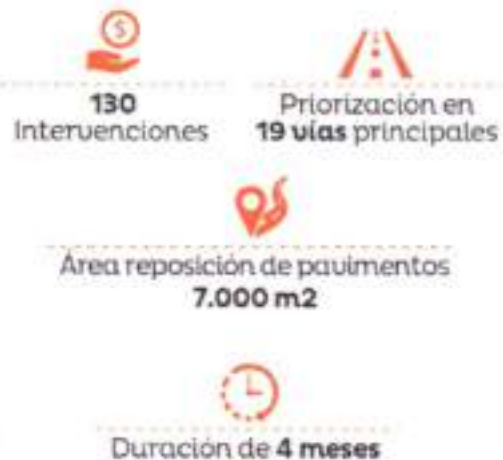 130
Intervenciones
Priorización en
19 vías principales
Área reposición de pavimentos
7.000 m2
Duración de 4 meses